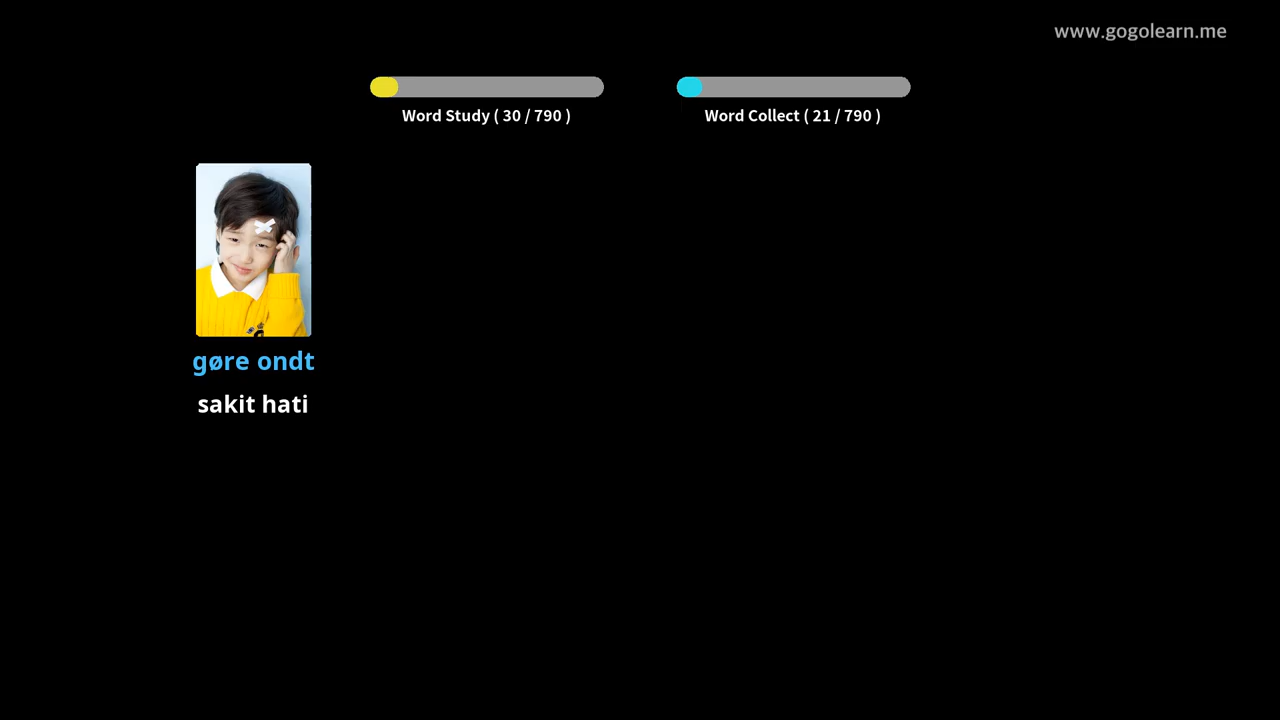 www.gogolearn.me
Word Study ( 30 / 790 )
Word Collect ( 21 / 790 )
gøre ondt
sakit hati